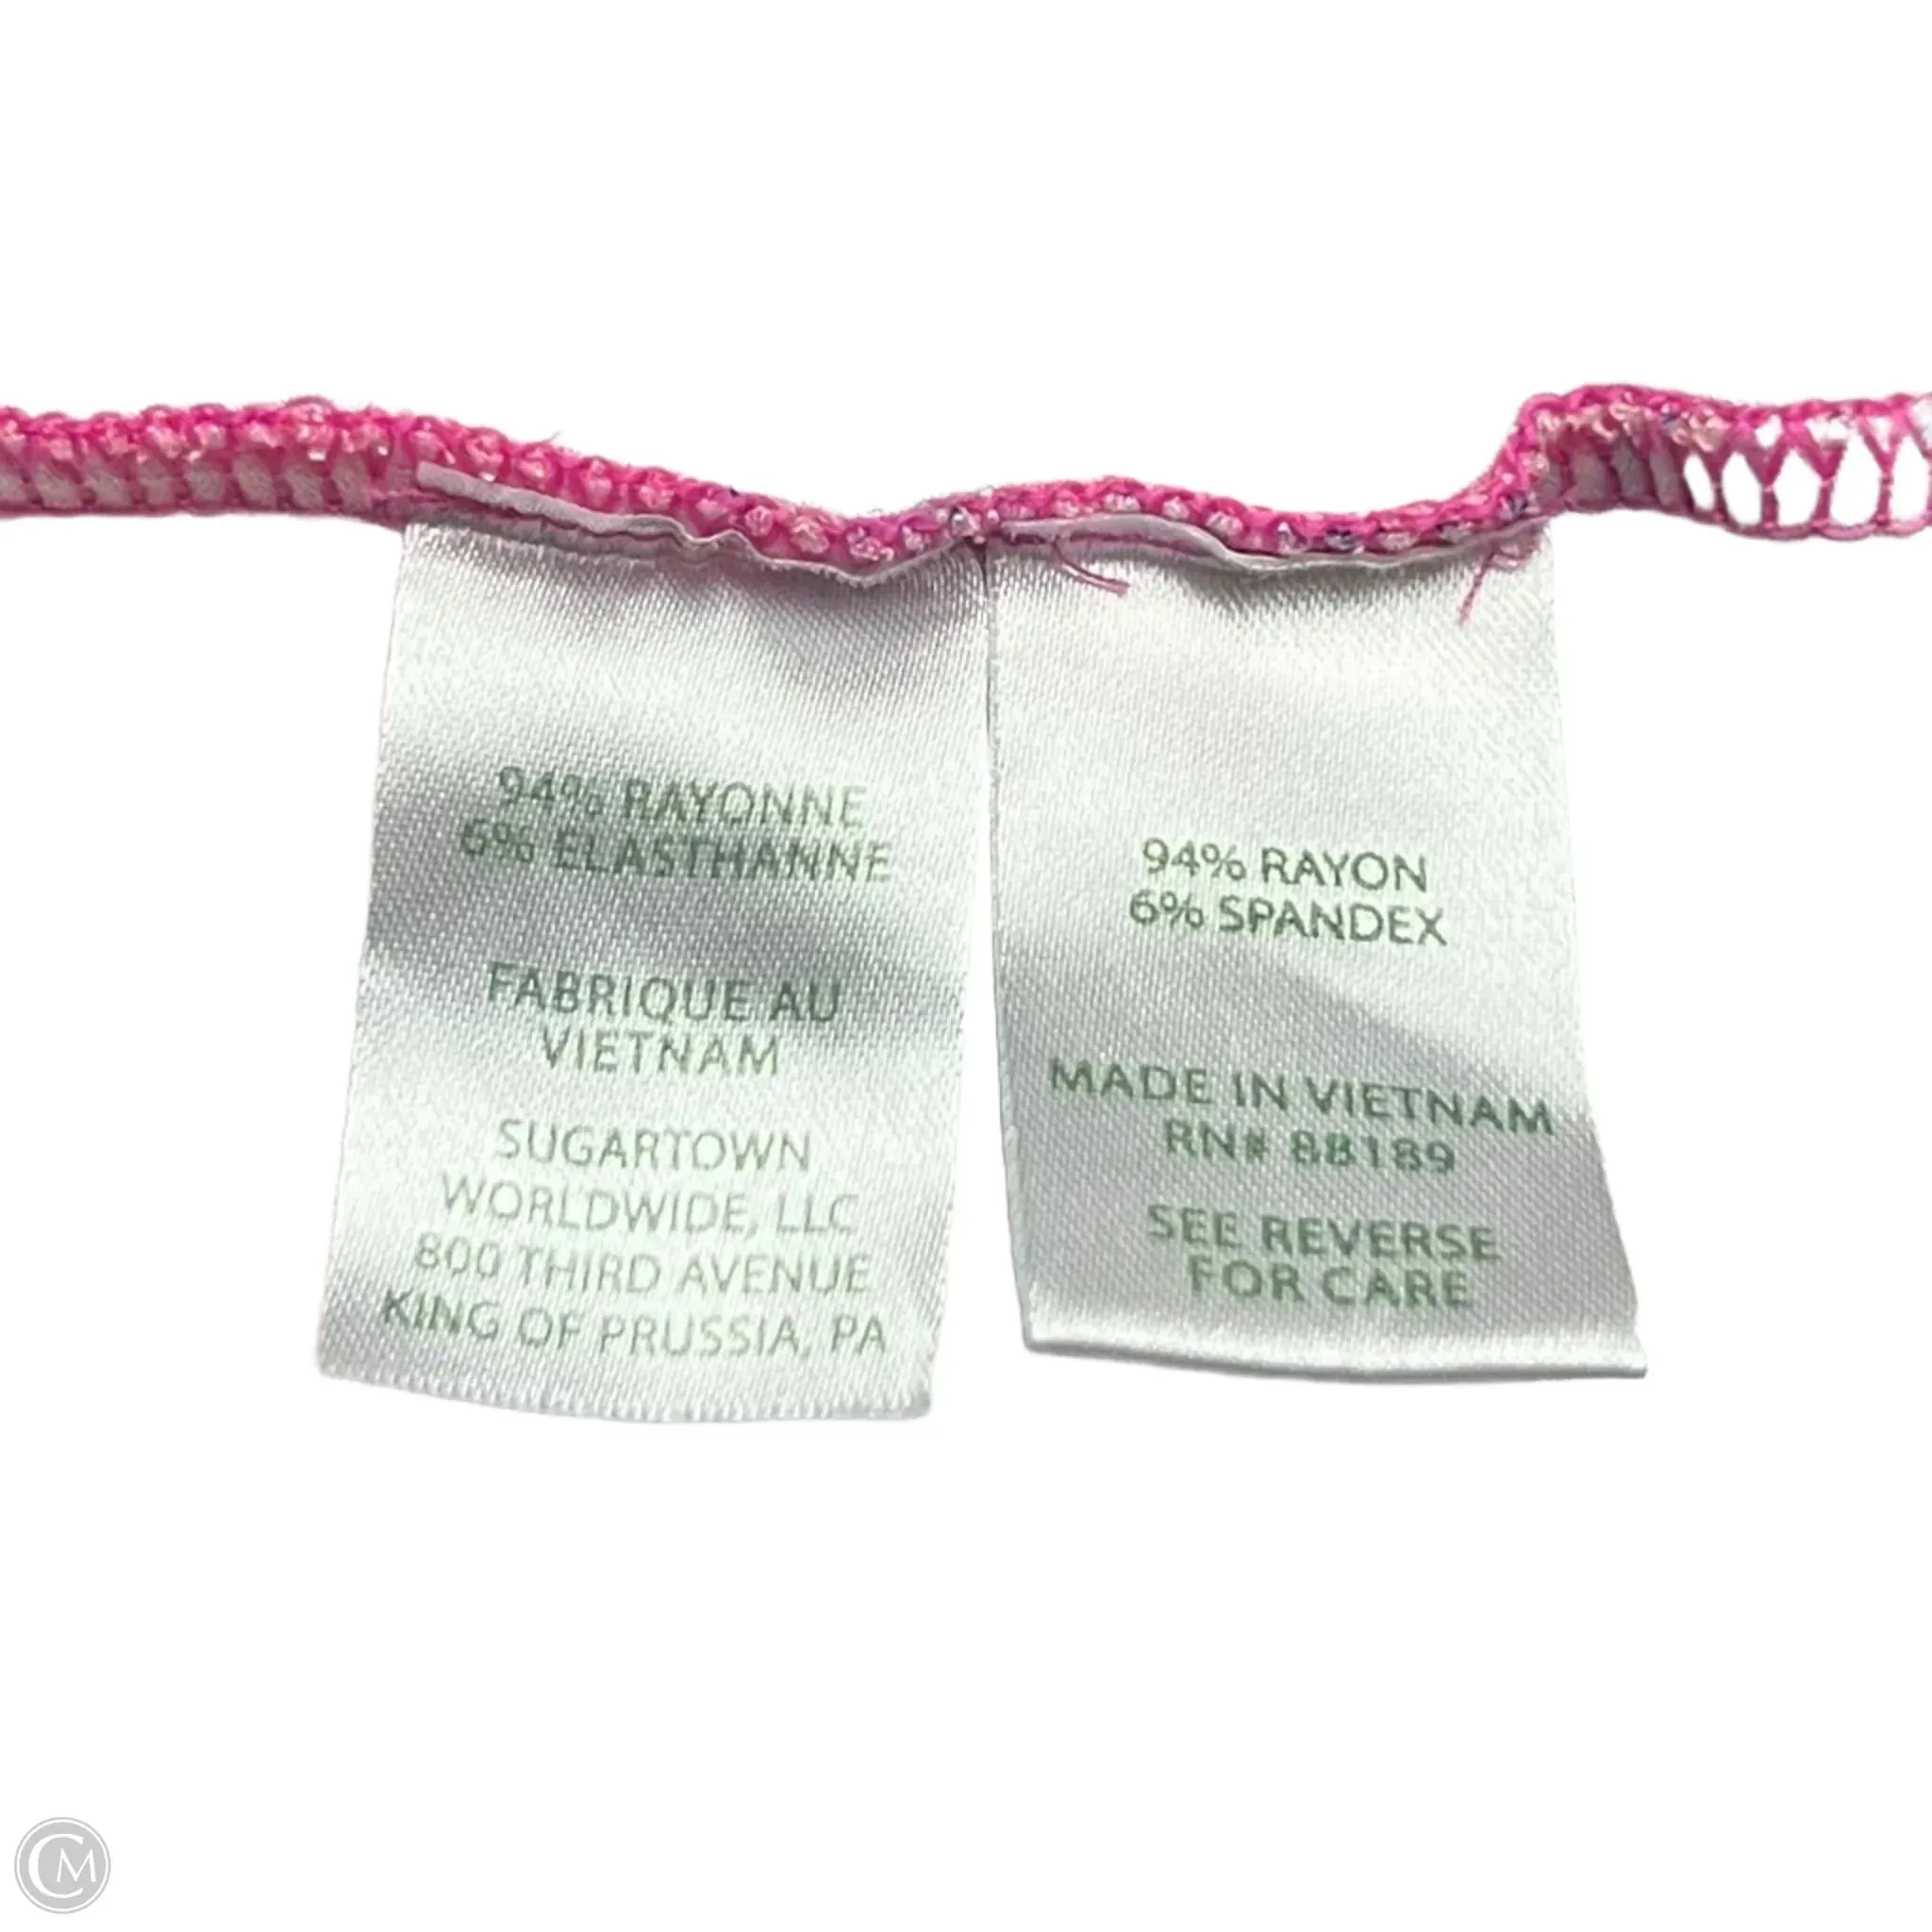 94% RAYONNE
6% ELASTHANNE
FABRIQUE AU
VIETNAM
SUGARTOWN
WORLDWIDE, LLC
800 THIRD AVENUE
KING OF PRUSSIA, PA
94% RAYON
6% SPANDEX
MADE IN VIETNAM
RN# 88189
SEE REVERSE
FOR CARE
CM